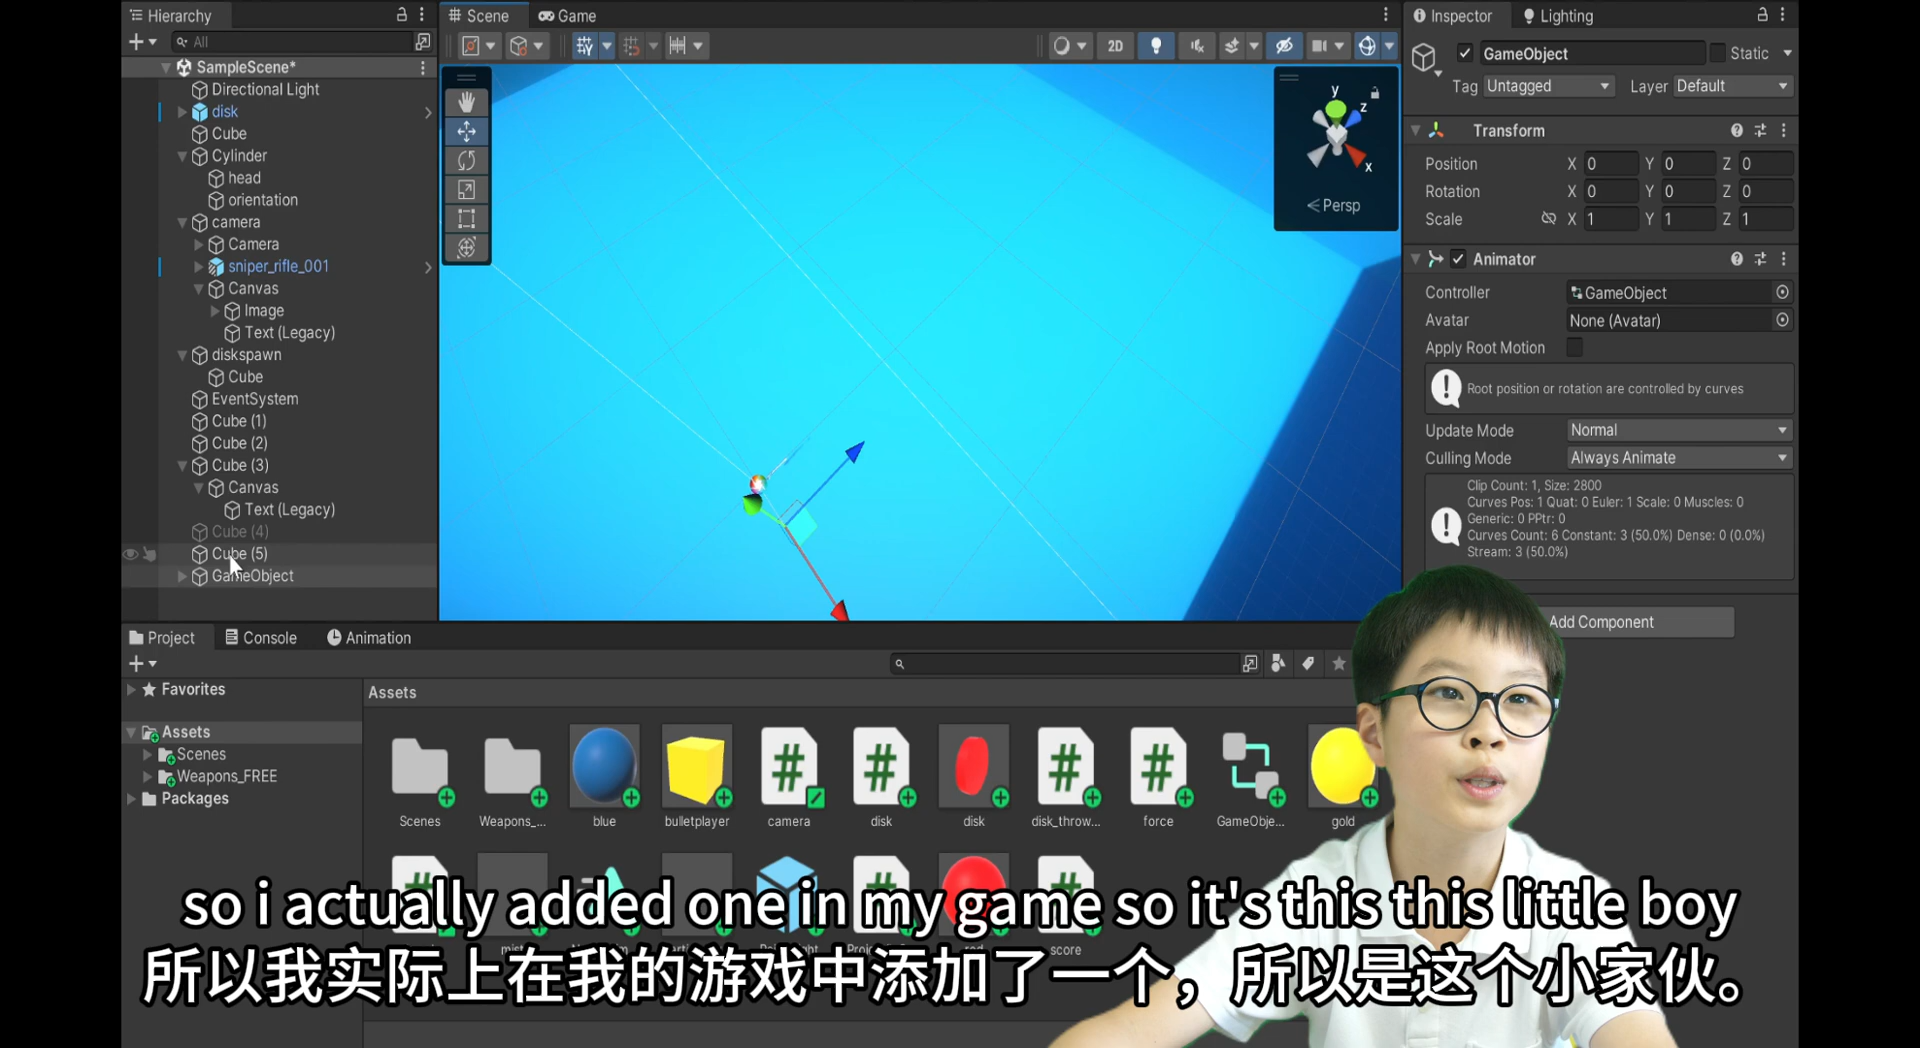 Hierarchy
All
SampleScene*
Directional Light
disk
Cube
Cylinder
head
orientation
camera
Camera
sniper_rifle_001
Canvas
Image
Text (Legacy)
diskspawn
Cube
EventSystem
Cube (1)
Cube (2)
Cube (3)
Canvas
Text (Legacy)
Cube (4)
Cube (5)
GameObject
Scene
Game
2D
y
z
x
Persp
Inspector
Lighting
GameObject
Static
Tag Untagged
Layer Default
Transform
Position X 0 Y 0 Z 0
Rotation X 0 Y 0 Z 0
Scale X 1 Y 1 Z 1
Animator
Controller GameObject
Avatar None (Avatar)
Apply Root Motion
Root position or rotation are controlled by curves
Update Mode Normal
Culling Mode Always Animate
Clip Count: 1, Size: 2800
Curves Pos: 1 Quat: 0 Euler: 1 Scale: 0 Muscles: 0
Generic: 0 PPtr: 0
Curves Count: 6 Constant: 3 (50.0%) Dense: 0 (0.0%)
Stream: 3 (50.0%)
Add Component
Project
Console
Animation
Favorites
Assets
Scenes
Weapons_FREE
Packages
Assets
Scenes
Weapons_...
blue
bulletplayer
camera
disk
disk
disk_throw...
force
GameObje...
gold
score
so i actually added one in my game so it's this this little boy
所以我实际上在我的游戏中添加了一个，所以是这个小家伙。